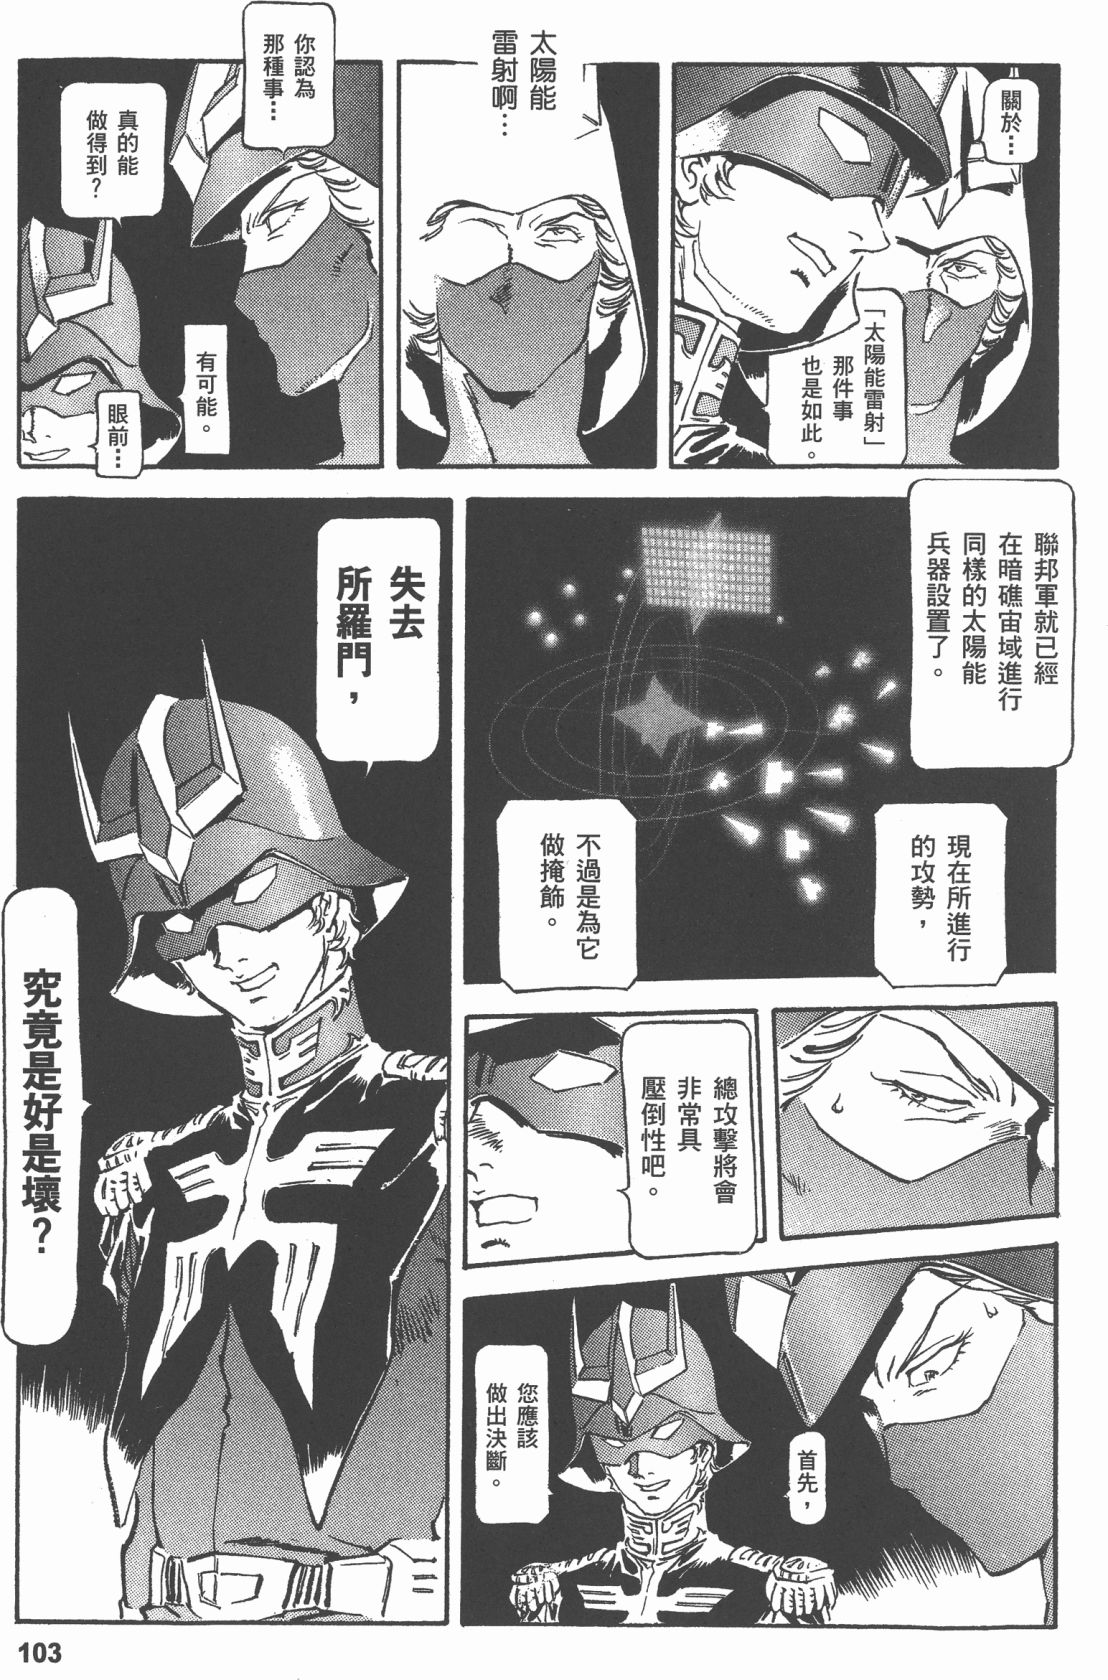 關於…
「太陽能雷射」
那件事
也是如此。
太陽能
雷射啊…
你認為
那種事…
真的能
做得到？
有可能。
眼前…
聯邦軍就已經
在暗礁宙域進行
同樣的太陽能
兵器設置了。
現在所進行
的攻勢，
不過是為它
做掩飾。
總攻擊將會
非常具
壓倒性吧。
首先，
您應該
做出決斷。
失去
所羅門，
究竟是好是壞？
103